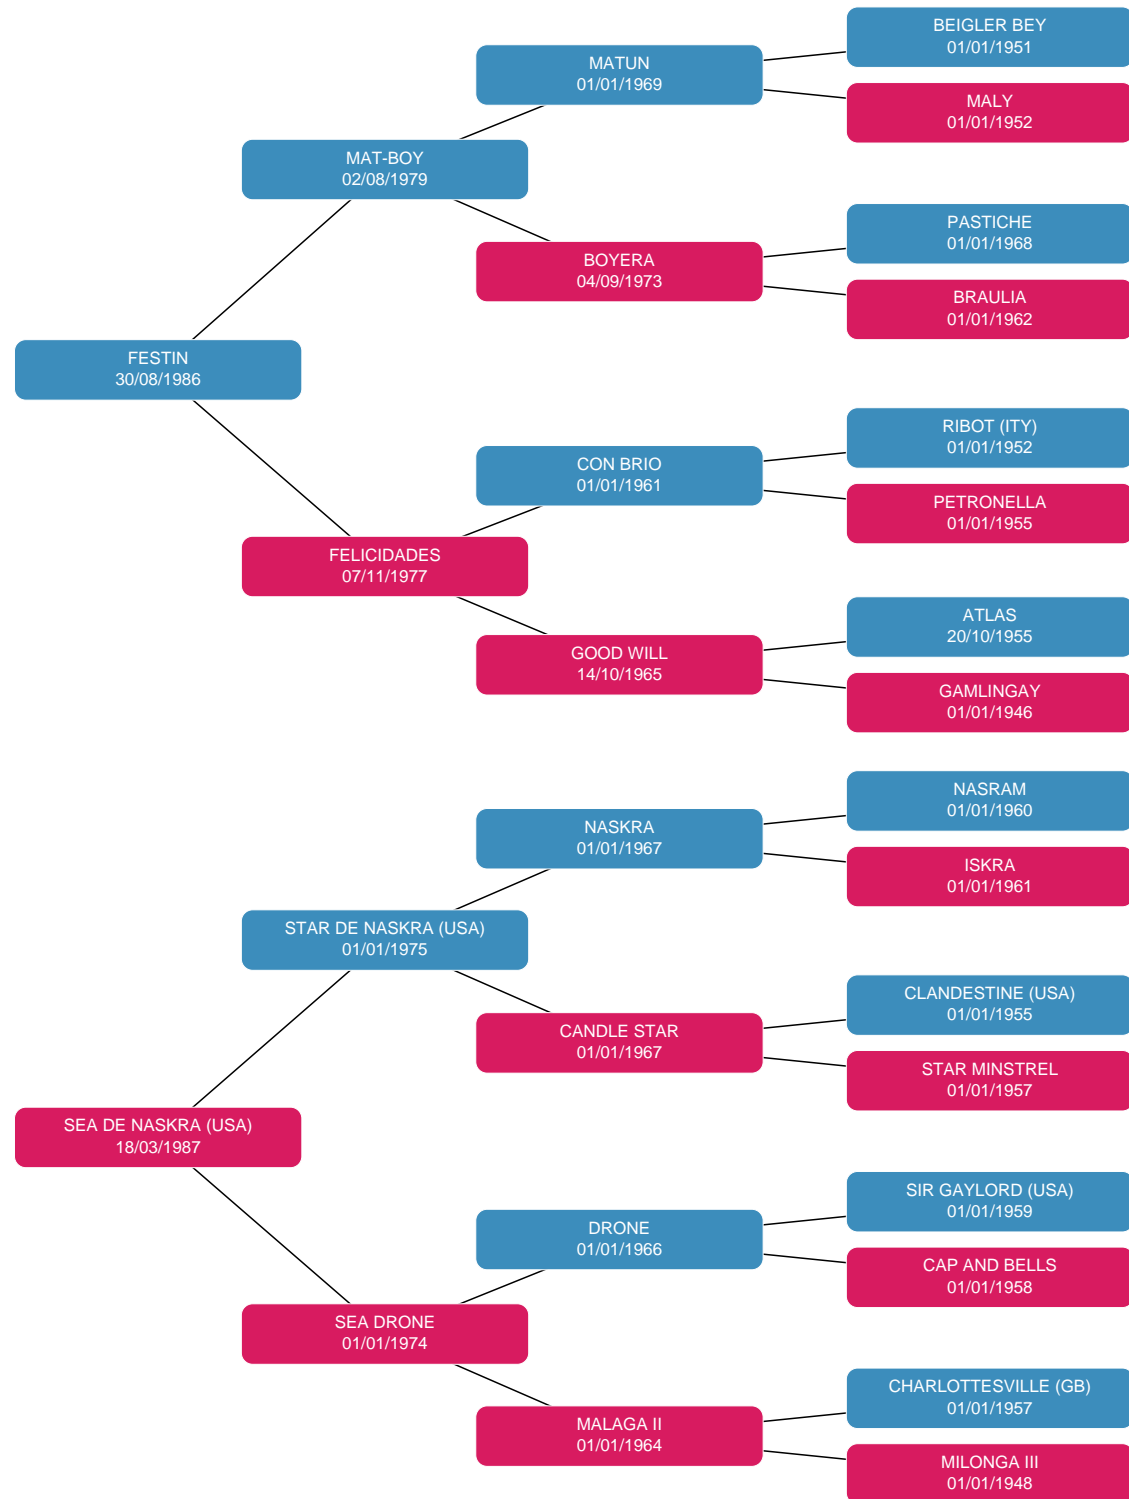 BEIGLER BEY
01/01/1951
MATUN
01/01/1969
MALY
01/01/1952
MAT-BOY
02/08/1979
PASTICHE
01/01/1968
BOYERA
04/09/1973
BRAULIA
01/01/1962
FESTIN
30/08/1986
RIBOT (ITY)
01/01/1952
CON BRIO
01/01/1961
PETRONELLA
01/01/1955
FELICIDADES
07/11/1977
ATLAS
20/10/1955
GOOD WILL
14/10/1965
GAMLINGAY
01/01/1946
NASRAM
01/01/1960
NASKRA
01/01/1967
ISKRA
01/01/1961
STAR DE NASKRA (USA)
01/01/1975
CLANDESTINE (USA)
01/01/1955
CANDLE STAR
01/01/1967
STAR MINSTREL
01/01/1957
SEA DE NASKRA (USA)
18/03/1987
SIR GAYLORD (USA)
01/01/1959
DRONE
01/01/1966
CAP AND BELLS
01/01/1958
SEA DRONE
01/01/1974
CHARLOTTESVILLE (GB)
01/01/1957
MALAGA II
01/01/1964
MILONGA III
01/01/1948